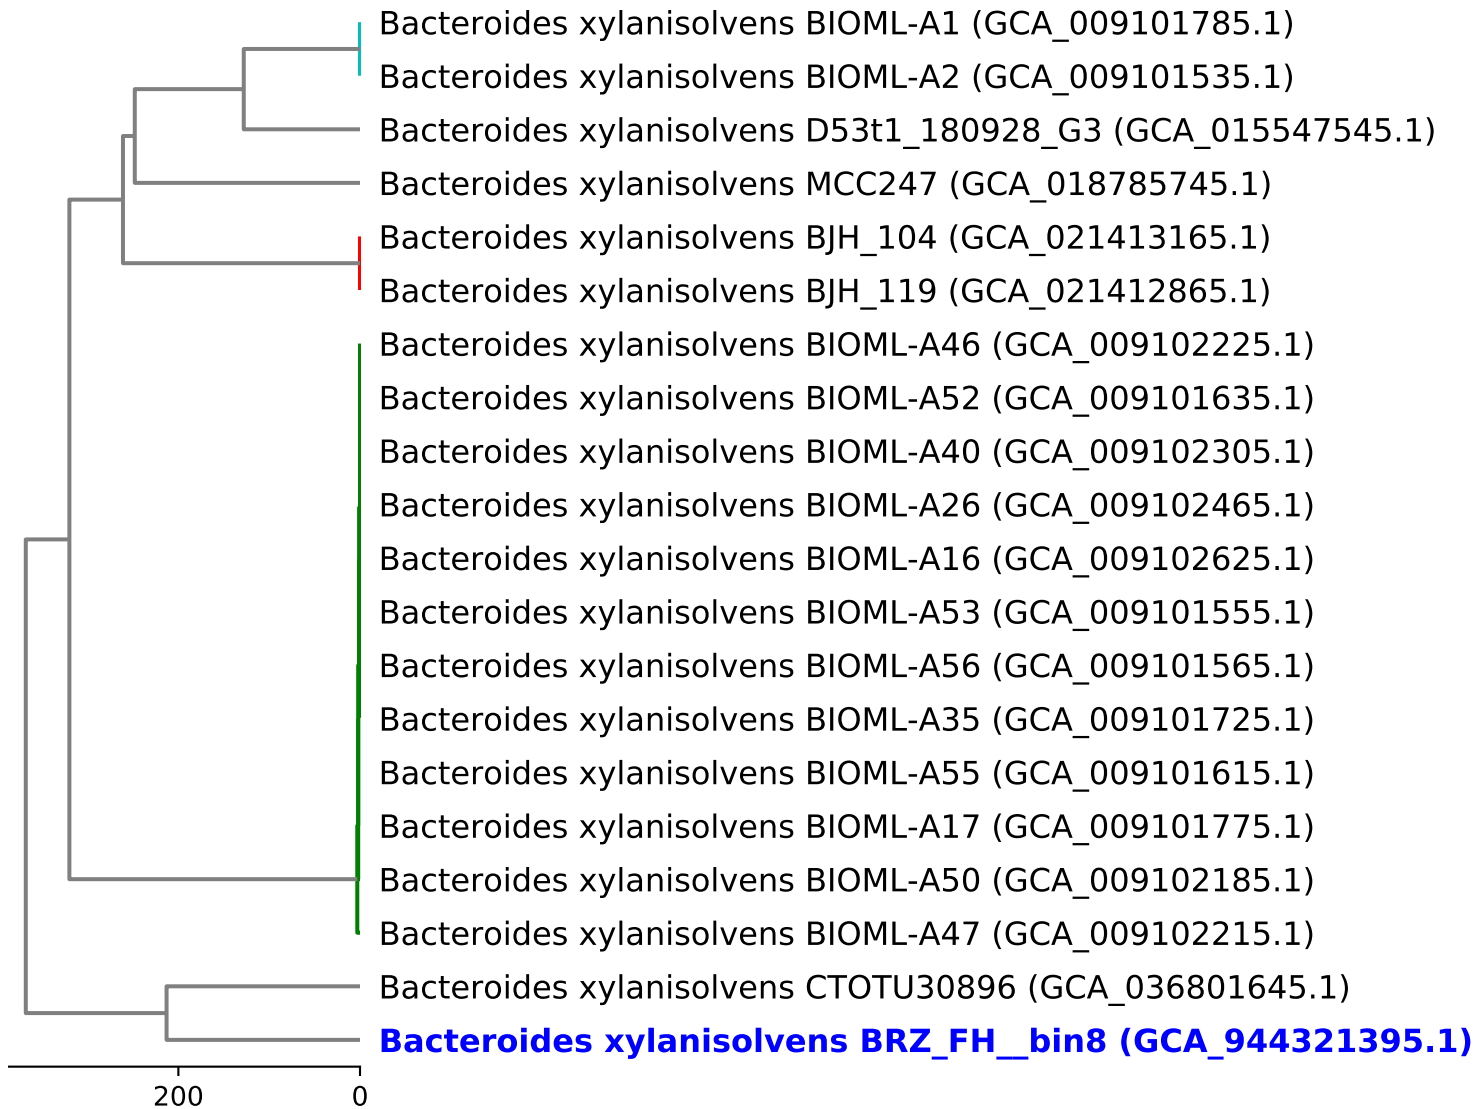 Bacteroides xylanisolvens BIOML-A1 (GCA_009101785.1)
Bacteroides xylanisolvens BIOML-A2 (GCA_009101535.1)
Bacteroides xylanisolvens D53t1_180928_G3 (GCA_015547545.1)
Bacteroides xylanisolvens MCC247 (GCA_018785745.1)
Bacteroides xylanisolvens BJH_104 (GCA_021413165.1)
Bacteroides xylanisolvens BJH_119 (GCA_021412865.1)
Bacteroides xylanisolvens BIOML-A46 (GCA_009102225.1)
Bacteroides xylanisolvens BIOML-A52 (GCA_009101635.1)
Bacteroides xylanisolvens BIOML-A40 (GCA_009102305.1)
Bacteroides xylanisolvens BIOML-A26 (GCA_009102465.1)
Bacteroides xylanisolvens BIOML-A16 (GCA_009102625.1)
Bacteroides xylanisolvens BIOML-A53 (GCA_009101555.1)
Bacteroides xylanisolvens BIOML-A56 (GCA_009101565.1)
Bacteroides xylanisolvens BIOML-A35 (GCA_009101725.1)
Bacteroides xylanisolvens BIOML-A55 (GCA_009101615.1)
Bacteroides xylanisolvens BIOML-A17 (GCA_009101775.1)
Bacteroides xylanisolvens BIOML-A50 (GCA_009102185.1)
Bacteroides xylanisolvens BIOML-A47 (GCA_009102215.1)
Bacteroides xylanisolvens CTOTU30896 (GCA_036801645.1)
Bacteroides xylanisolvens BRZ_FH__bin8 (GCA_944321395.1)
200 0